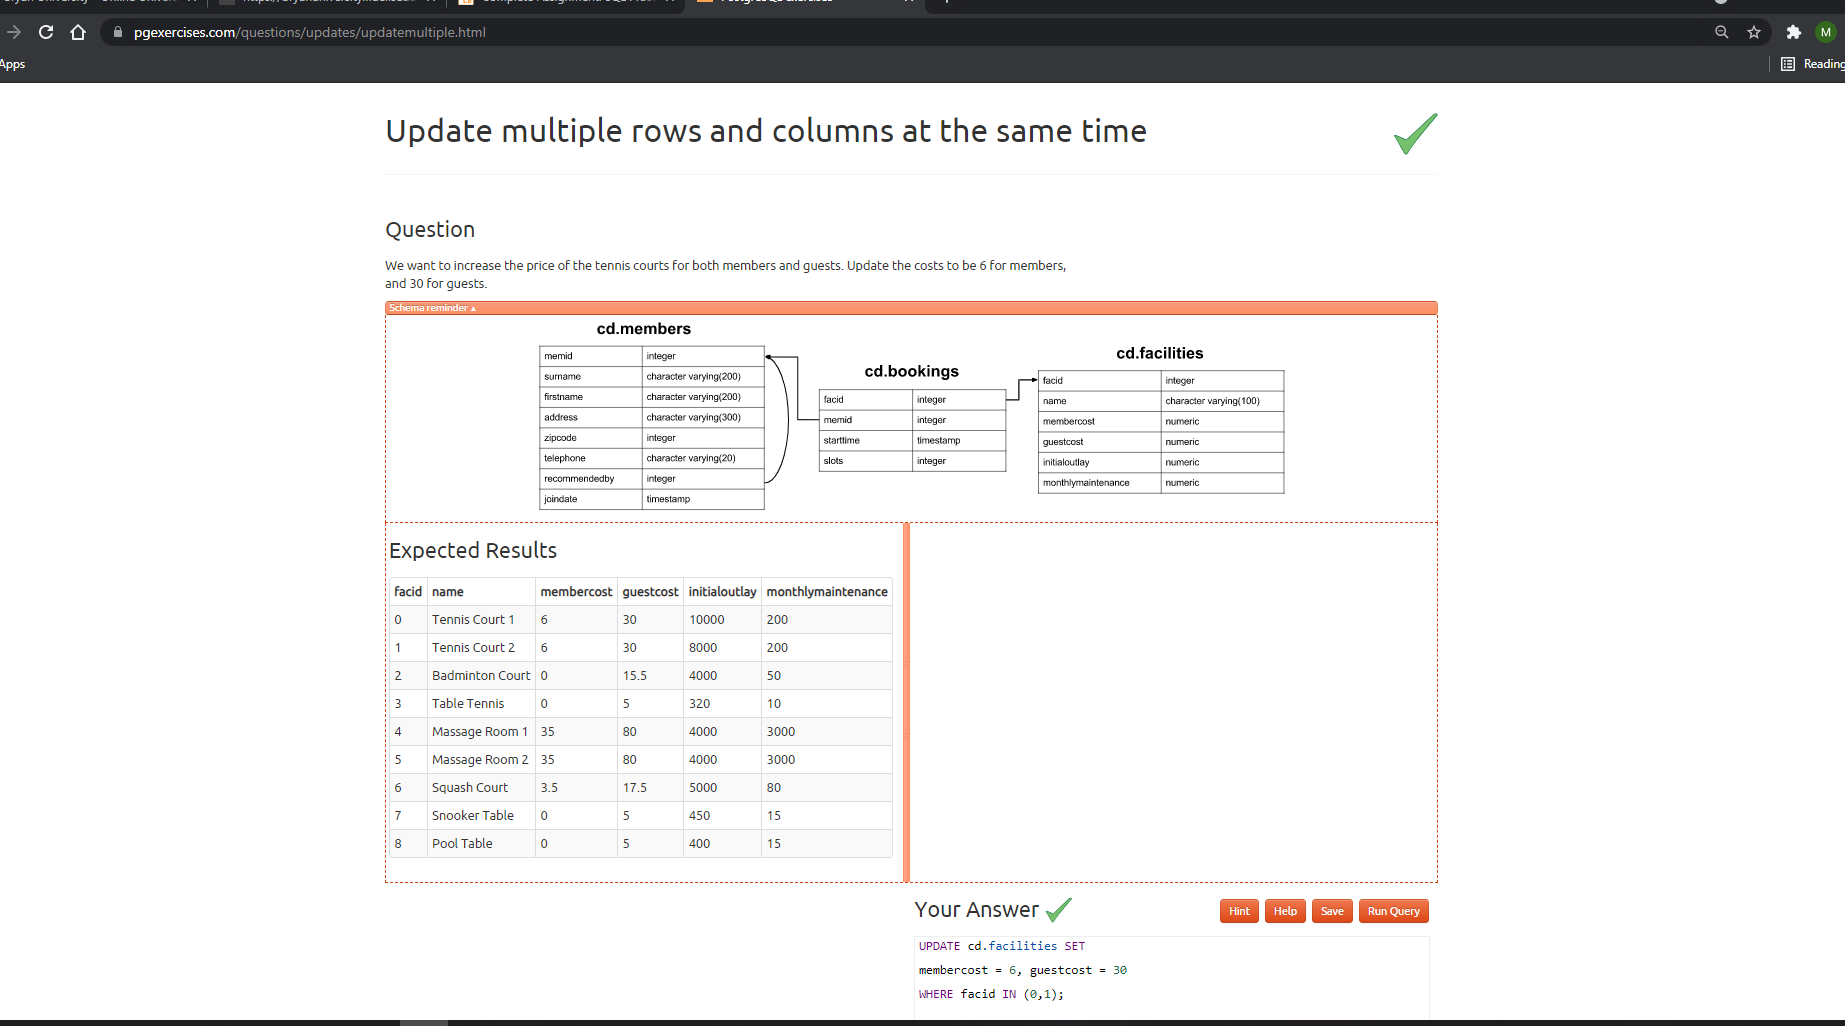 pgexercises.com/questions/updates/updatemultiple.html
M
Apps
Reading
Update multiple rows and columns at the same time
Question
We want to increase the price of the tennis courts for both members and guests. Update the costs to be 6 for members,
and 30 for guests.
Schema reminder ▲
cd.members
memid integer
surname character varying(200)
firstname character varying(200)
address character varying(300)
zipcode integer
telephone character varying(20)
recommendedby integer
joindate timestamp
cd.bookings
facid integer
memid integer
starttime timestamp
slots integer
cd.facilities
facid integer
name character varying(100)
membercost numeric
guestcost numeric
initialoutlay numeric
monthlymaintenance numeric
Expected Results
facid name membercost guestcost initialoutlay monthlymaintenance
0 Tennis Court 1 6 30 10000 200
1 Tennis Court 2 6 30 8000 200
2 Badminton Court 0 15.5 4000 50
3 Table Tennis 0 5 320 10
4 Massage Room 1 35 80 4000 3000
5 Massage Room 2 35 80 4000 3000
6 Squash Court 3.5 17.5 5000 80
7 Snooker Table 0 5 450 15
8 Pool Table 0 5 400 15
Your Answer
Hint Help Save Run Query
UPDATE cd.facilities SET
membercost = 6, guestcost = 30
WHERE facid IN (0,1);